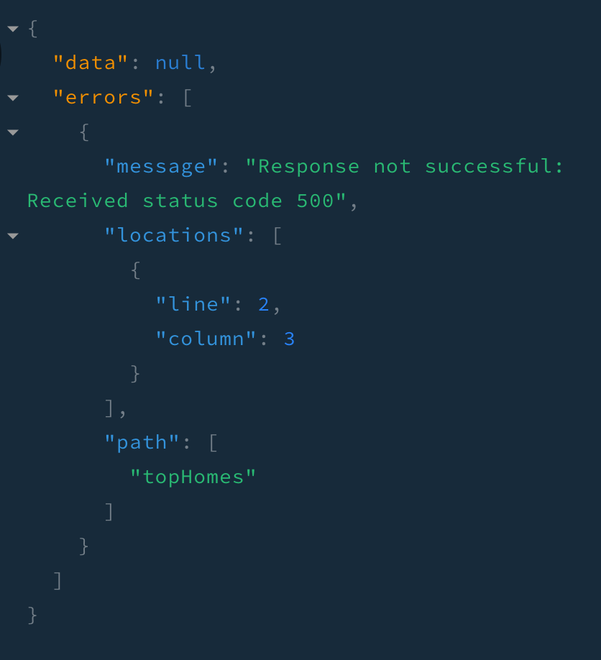 {
"data": null,
"errors": [
{
"message": "Response not successful:
Received status code 500",
"locations": [
{
"line": 2,
"column": 3
}
],
"path": [
"topHomes"
]
}
]
}